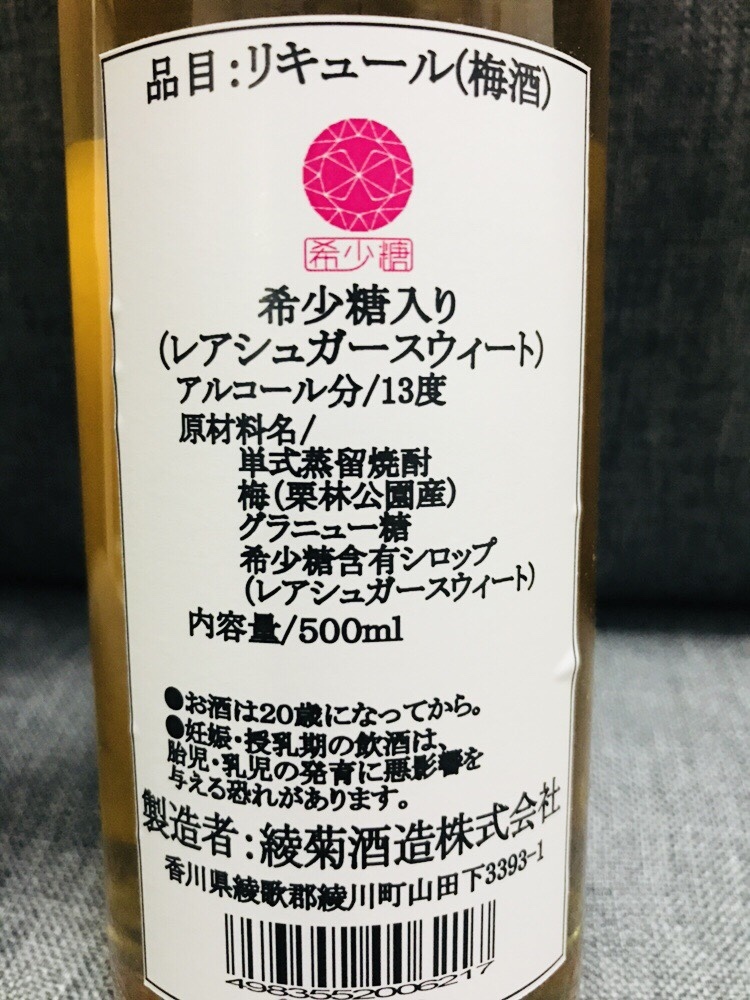 品目:リキュール(梅酒)
希少糖
希少糖入り
(レアシュガースウィート)
アルコール分/13度
原材料名/
単式蒸留焼酎
梅(栗林公園産)
グラニュー糖
希少糖含有シロップ
(レアシュガースウィート)
内容量/500ml
●お酒は20歳になってから。
●妊娠・授乳期の飲酒は、
胎児・乳児の発育に悪影響を
与える恐れがあります。
製造者:綾菊酒造株式会社
香川県綾歌郡綾川町山田下3393-1
4983552006217